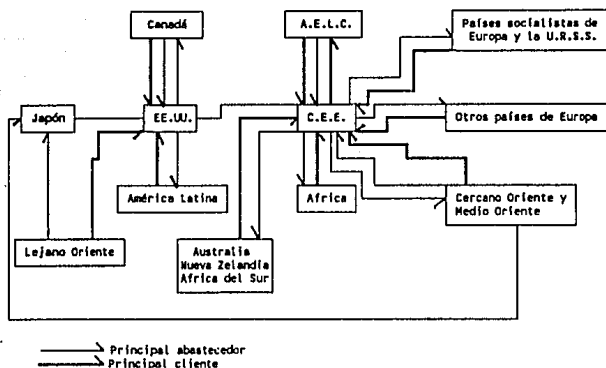 Canadá
A.E.L.C.
Países socialistas de
Europa y la U.R.S.S.
Japón
EE.UU.
C.E.E.
Otros países de Europa
América Latina
Africa
Cercano Oriente y
Medio Oriente
Lejano Oriente
Australia
Nueva Zelandia
Africa del Sur
Principal abastecedor
Principal cliente